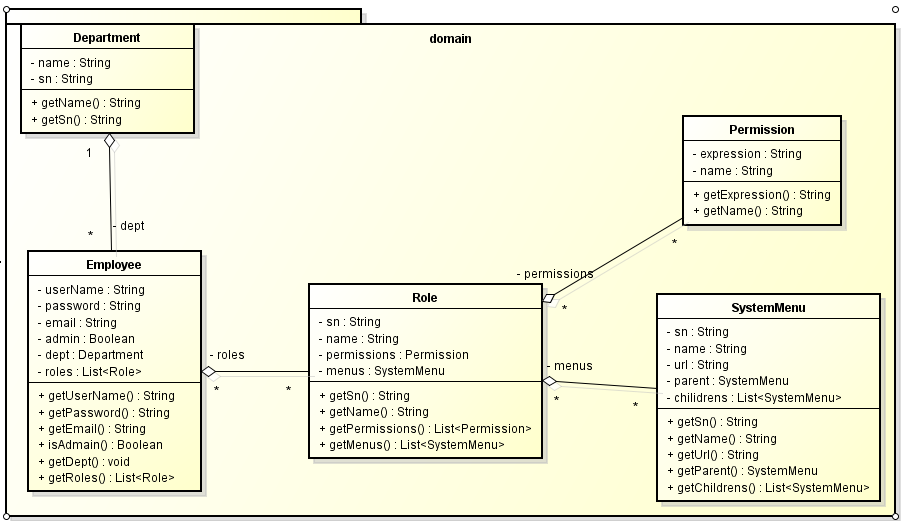 domain
Department
- name : String
- sn : String
+ getName() : String
+ getSn() : String
1
- dept
*
Employee
- userName : String
- password : String
- email : String
- admin : Boolean
- dept : Department
- roles : List<Role>
+ getUserName() : String
+ getPassword() : String
+ getEmail() : String
+ isAdmain() : Boolean
+ getDept() : void
+ getRoles() : List<Role>
- roles
*
*
Role
- sn : String
- name : String
- permissions : Permission
- menus : SystemMenu
+ getSn() : String
+ getName() : String
+ getPermissions() : List<Permission>
+ getMenus() : List<SystemMenu>
- permissions
*
*
Permission
- expression : String
- name : String
+ getExpression() : String
+ getName() : String
- menus
*
*
SystemMenu
- sn : String
- name : String
- url : String
- parent : SystemMenu
- chilidrens : List<SystemMenu>
+ getSn() : String
+ getName() : String
+ getUrl() : String
+ getParent() : SystemMenu
+ getChildrens() : List<SystemMenu>